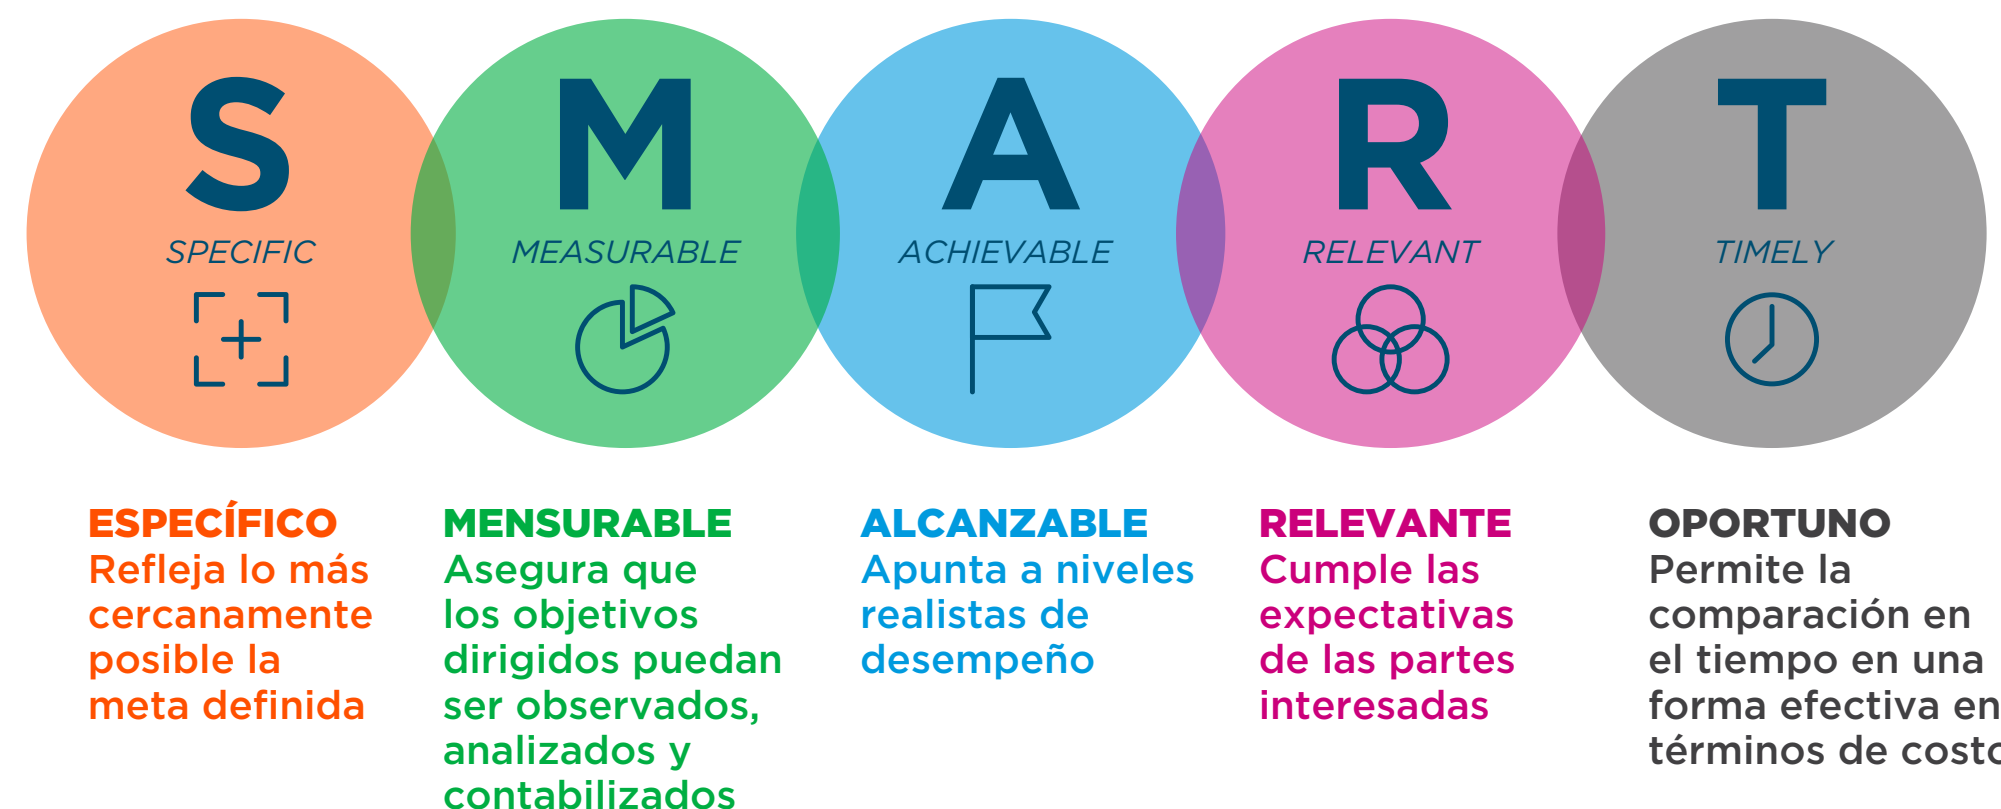 S
SPECIFIC
M
MEASURABLE
A
ACHIEVABLE
R
RELEVANT
T
TIMELY
ESPECÍFICO
Refleja lo más
cercanamente
posible la
meta definida
MENSURABLE
Asegura que
los objetivos
dirigidos puedan
ser observados,
analizados y
contabilizados
ALCANZABLE
Apunta a niveles
realistas de
desempeño
RELEVANTE
Cumple las
expectativas
de las partes
interesadas
OPORTUNO
Permite la
comparación en
el tiempo en una
forma efectiva en
términos de costo